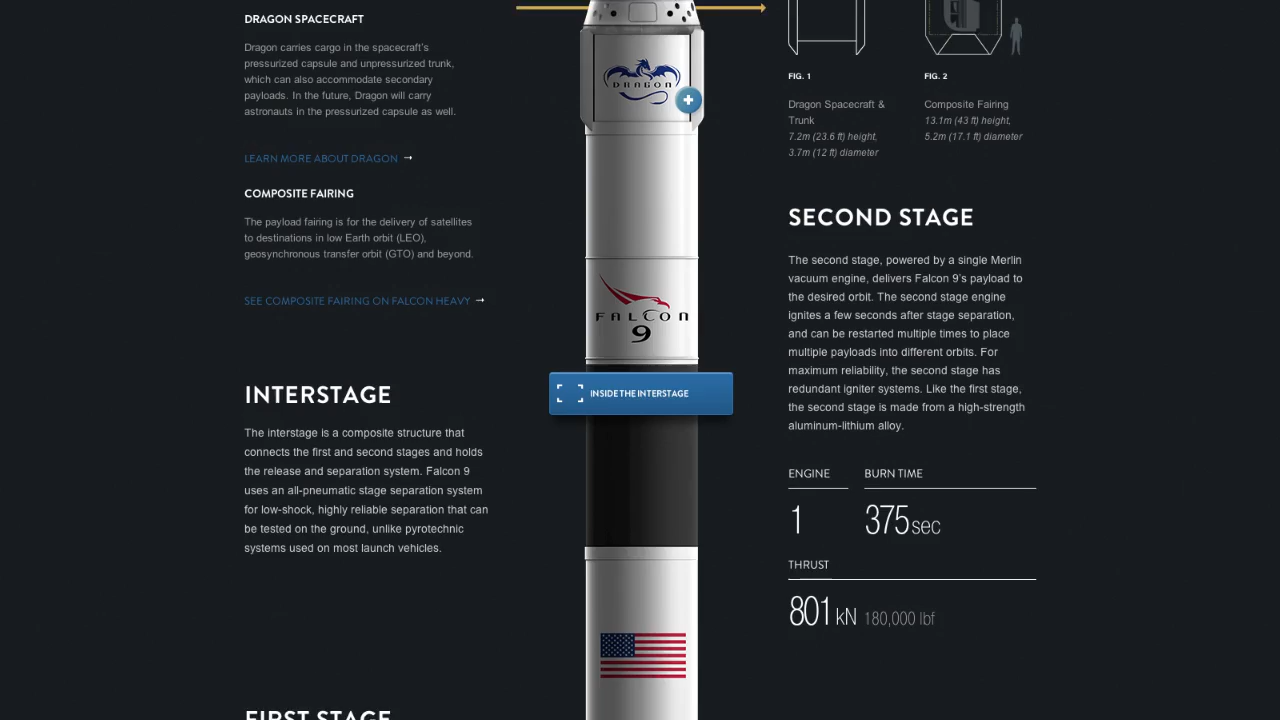 DRAGON SPACECRAFT
Dragon carries cargo in the spacecraft's
pressurized capsule and unpressurized trunk,
which can also accommodate secondary
payloads. In the future, Dragon will carry
astronauts in the pressurized capsule as well.
LEARN MORE ABOUT DRAGON →
COMPOSITE FAIRING
The payload fairing is for the delivery of satellites
to destinations in low Earth orbit (LEO),
geosynchronous transfer orbit (GTO) and beyond.
SEE COMPOSITE FAIRING ON FALCON HEAVY →
INTERSTAGE
The interstage is a composite structure that
connects the first and second stages and holds
the release and separation system. Falcon 9
uses an all-pneumatic stage separation system
for low-shock, highly reliable separation that can
be tested on the ground, unlike pyrotechnic
systems used on most launch vehicles.
FIRST STAGE
DRAGON
FALCON
9
INSIDE THE INTERSTAGE
FIG. 1
Dragon Spacecraft &
Trunk
7.2m (23.6 ft) height,
3.7m (12 ft) diameter
FIG. 2
Composite Fairing
13.1m (43 ft) height,
5.2m (17.1 ft) diameter
SECOND STAGE
The second stage, powered by a single Merlin
vacuum engine, delivers Falcon 9's payload to
the desired orbit. The second stage engine
ignites a few seconds after stage separation,
and can be restarted multiple times to place
multiple payloads into different orbits. For
maximum reliability, the second stage has
redundant igniter systems. Like the first stage,
the second stage is made from a high-strength
aluminum-lithium alloy.
ENGINE
1
BURN TIME
375 sec
THRUST
801 kN 180,000 lbf